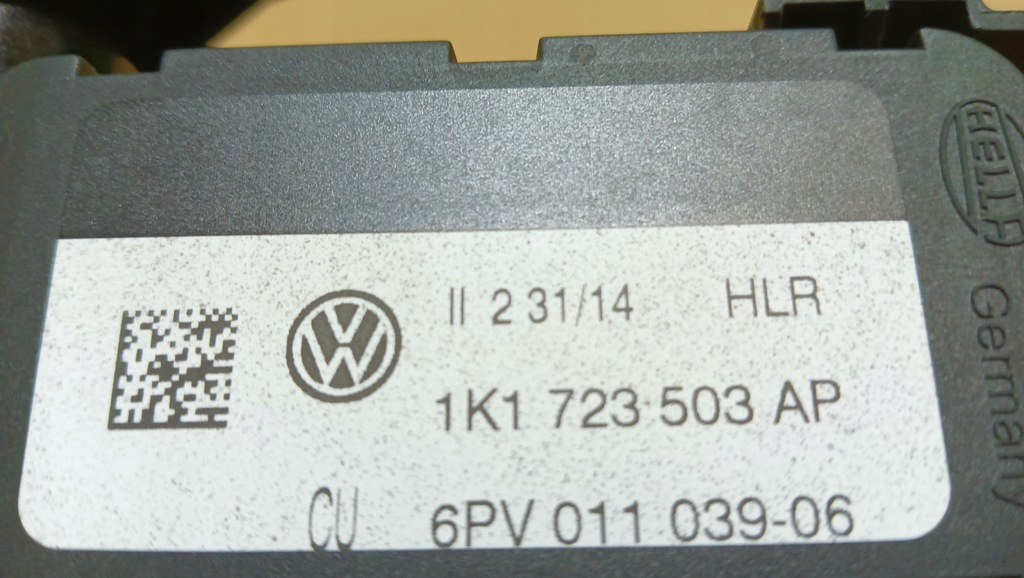 HELLA
Germany
II 2 31/14 HLR
1K1 723 503 AP
CU 6PV 011 039-06